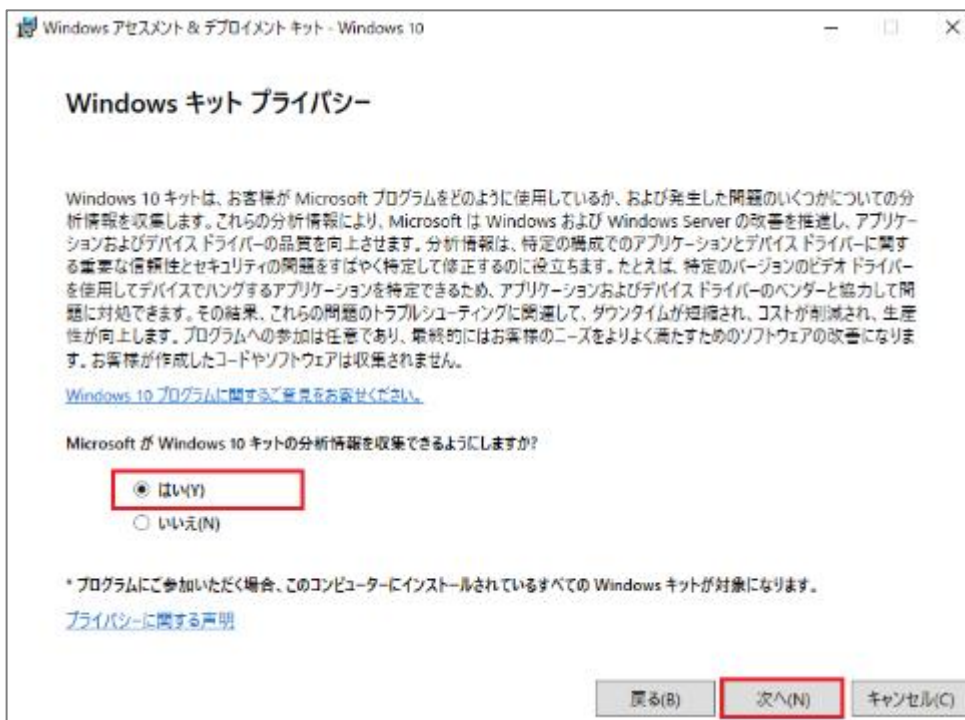 Windows アセスメント & デプロイメント キット - Windows 10
Windows キット プライバシー
Windows 10 キットは、お客様が Microsoft プログラムをどのように使用しているか、および発生した問題のいくつかについての分
析情報を収集します。これらの分析情報により、Microsoft は Windows および Windows Server の改善を推進し、アプリケー
ションおよびデバイス ドライバーの品質を向上させます。分析情報は、特定の構成でのアプリケーションとデバイス ドライバーに関す
る重要な信頼性とセキュリティの問題をすばやく特定して修正するのに役立ちます。たとえば、特定のバージョンのビデオ ドライバー
を使用してデバイスでハングするアプリケーションを特定できるため、アプリケーションおよびデバイス ドライバーのベンダーと協力して問
題に対処できます。その結果、これらの問題のトラブルシューティングに関連して、ダウンタイムが短縮され、コストが削減され、生産
性が向上します。プログラムへの参加は任意であり、最終的にはお客様のニーズをよりよく満たすためのソフトウェアの改善になりま
す。お客様が作成したコードやソフトウェアは収集されません。
Windows 10 プログラムに関するご意見をお寄せください。
Microsoft が Windows 10 キットの分析情報を収集できるようにしますか?
はい(Y)
いいえ(N)
* プログラムにご参加いただく場合、このコンピューターにインストールされているすべての Windows キットが対象になります。
プライバシーに関する声明
戻る(B) 次へ(N) キャンセル(C)